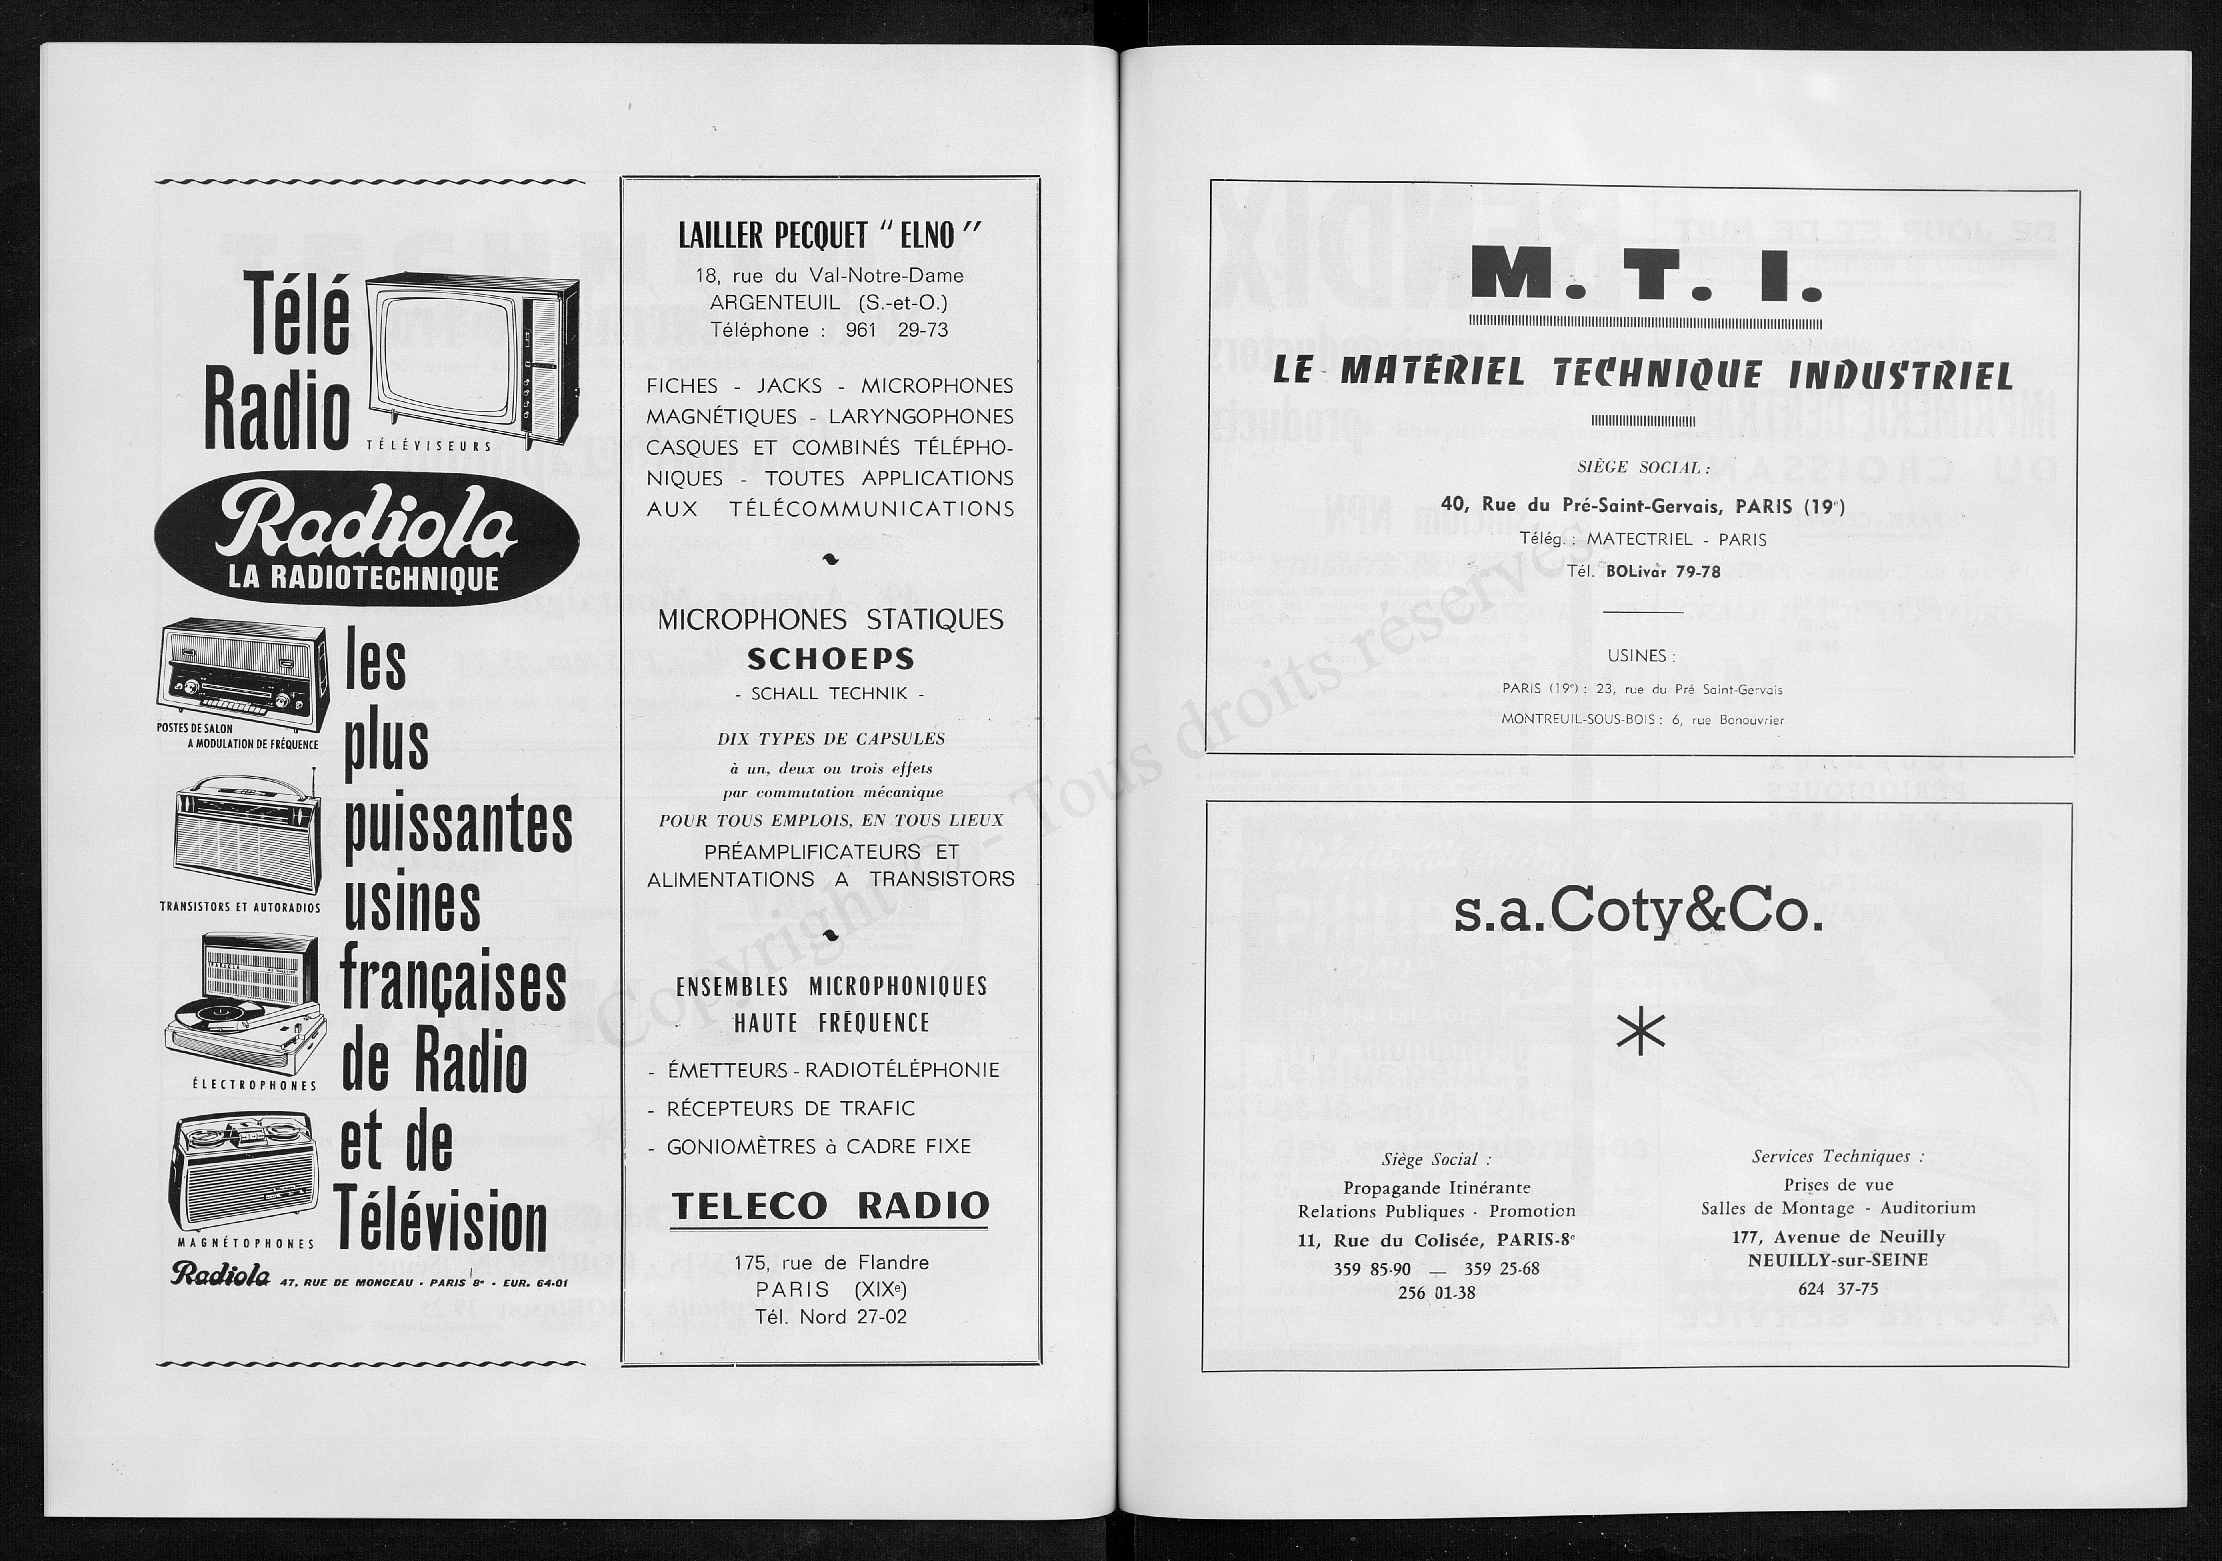 Télé
Radio
TÉLÉVISEURS
Radiola
LA RADIOTECHNIQUE
POSTES DE SALON
A MODULATION DE FRÉQUENCE
TRANSISTORS ET AUTORADIOS
ÉLECTROPHONES
MAGNÉTOPHONES
les
plus
puissantes
usines
françaises
de Radio
et de
Télévision
Radiola 47, RUE DE MONCEAU - PARIS 8e - EUR. 64-01
LAILLER PECQUET "ELNO"
18, rue du Val-Notre-Dame
ARGENTEUIL (S.-et-O.)
Téléphone : 961 29-73
FICHES - JACKS - MICROPHONES
MAGNÉTIQUES - LARYNGOPHONES
CASQUES ET COMBINÉS TÉLÉPHO-
NIQUES - TOUTES APPLICATIONS
AUX TÉLÉCOMMUNICATIONS
MICROPHONES STATIQUES
SCHOEPS
- SCHALL TECHNIK -
DIX TYPES DE CAPSULES
à un, deux ou trois effets
par commutation mécanique
POUR TOUS EMPLOIS, EN TOUS LIEUX
PRÉAMPLIFICATEURS ET
ALIMENTATIONS A TRANSISTORS
ENSEMBLES MICROPHONIQUES
HAUTE FRÉQUENCE
- ÉMETTEURS - RADIOTÉLÉPHONIE
- RÉCEPTEURS DE TRAFIC
- GONIOMÈTRES à CADRE FIXE
TELECO RADIO
175, rue de Flandre
PARIS (XIXe)
Tél. Nord 27-02
M. T. I.
LE MATÉRIEL TECHNIQUE INDUSTRIEL
SIÈGE SOCIAL :
40, Rue du Pré-Saint-Gervais, PARIS (19e)
Télég. : MATECTRIEL - PARIS
Tél. BOLivar 79-78
USINES :
PARIS (19e) : 23, rue du Pré Saint-Gervais
MONTREUIL-SOUS-BOIS : 6, rue Bonouvrier
s.a.Coty&Co.
Siège Social :
Propagande Itinérante
Relations Publiques - Promotion
11, Rue du Colisée, PARIS-8e
359 85-90 — 359 25-68
256 01-38
Services Techniques :
Prises de vue
Salles de Montage - Auditorium
177, Avenue de Neuilly
NEUILLY-sur-SEINE
624 37-75
Copyright © - Tous droits réservés.